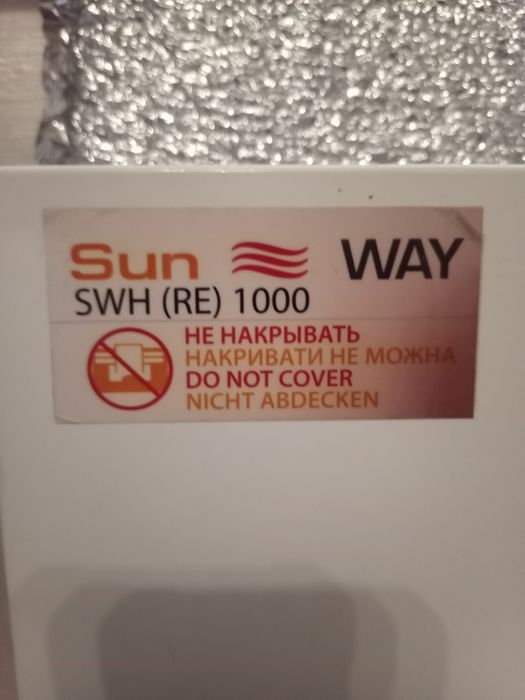 Sun WAY
SWH (RE) 1000
НЕ НАКРЫВАТЬ
НАКРИВАТИ НЕ МОЖНА
DO NOT COVER
NICHT ABDECKEN